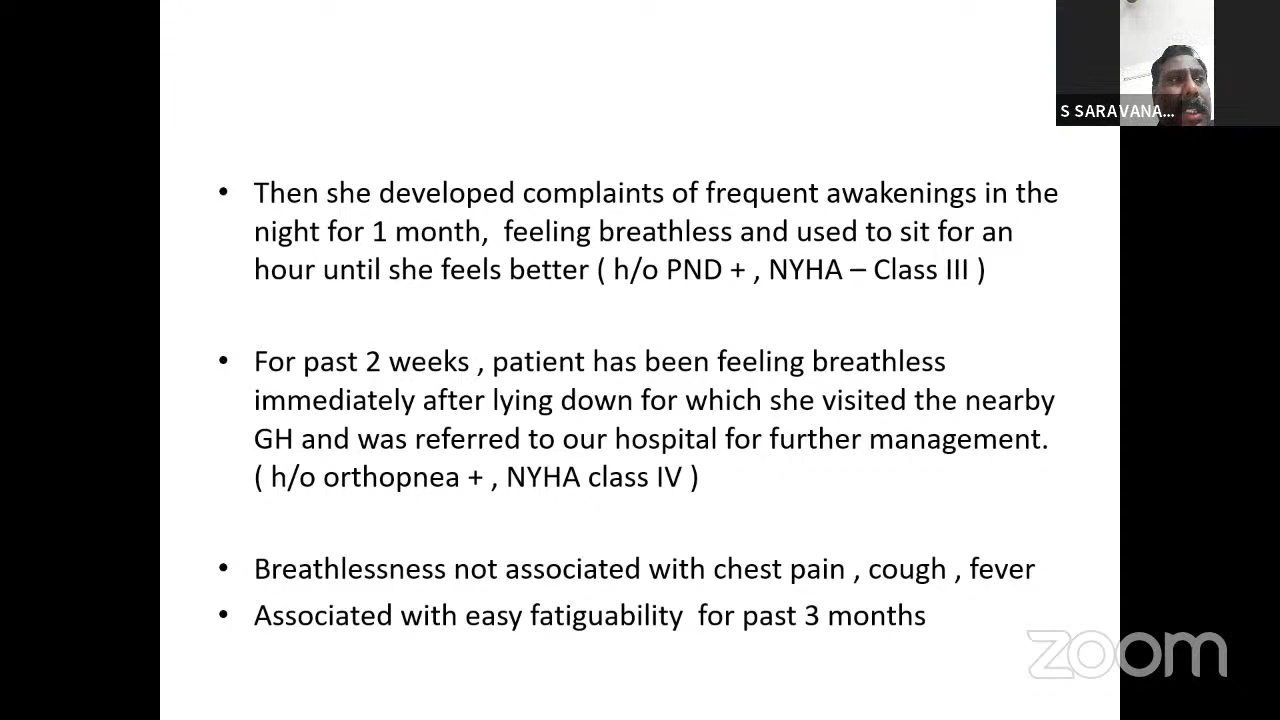 S SARAVANA...
• Then she developed complaints of frequent awakenings in the
night for 1 month,  feeling breathless and used to sit for an
hour until she feels better ( h/o PND + , NYHA – Class III )
• For past 2 weeks , patient has been feeling breathless
immediately after lying down for which she visited the nearby
GH and was referred to our hospital for further management.
( h/o orthopnea + , NYHA class IV )
• Breathlessness not associated with chest pain , cough , fever
• Associated with easy fatiguability  for past 3 months
zoom